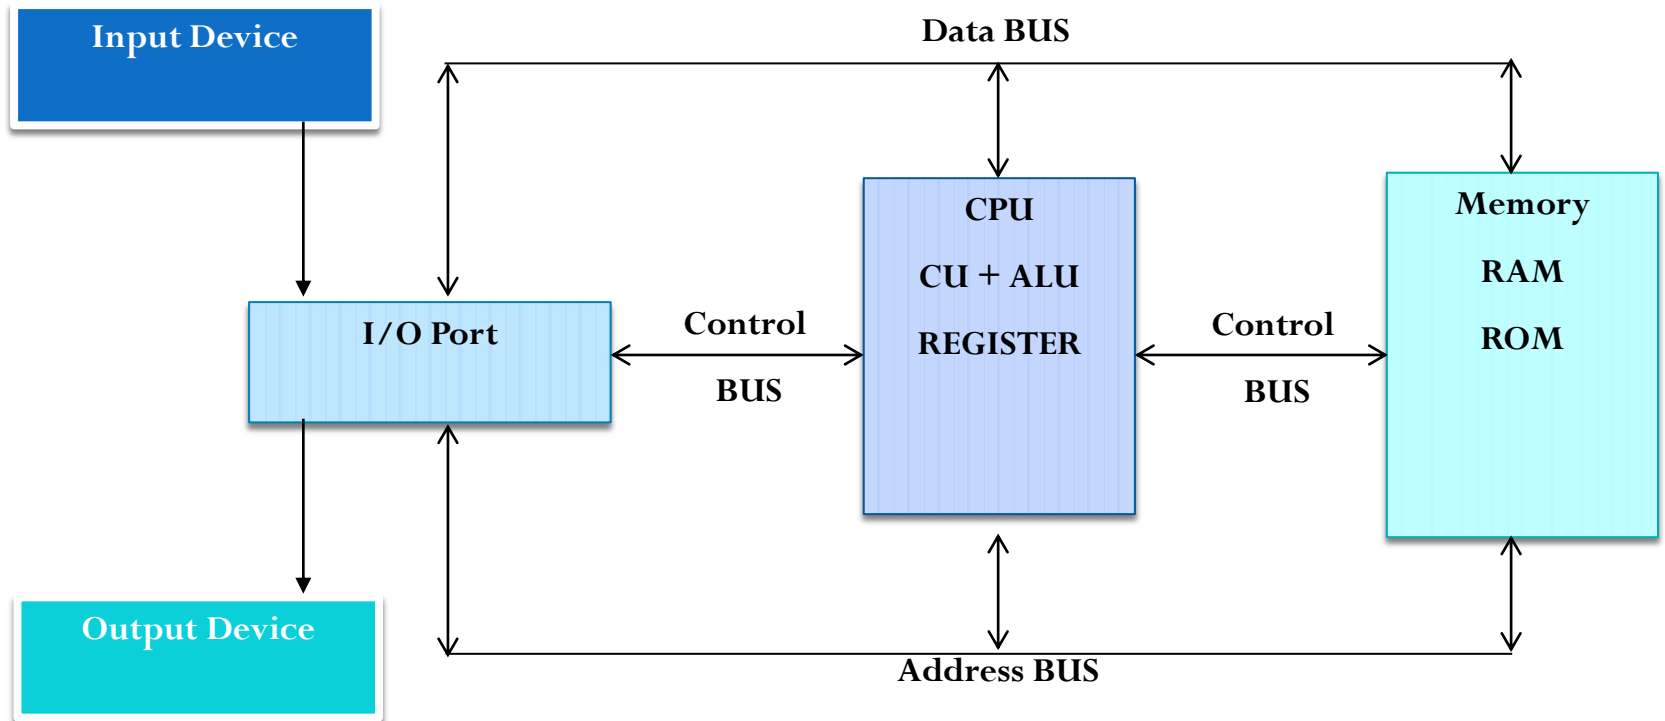 Input Device
Data BUS
CPU
CU + ALU
REGISTER
Memory
RAM
ROM
I/O Port
Control
BUS
Control
BUS
Output Device
Address BUS